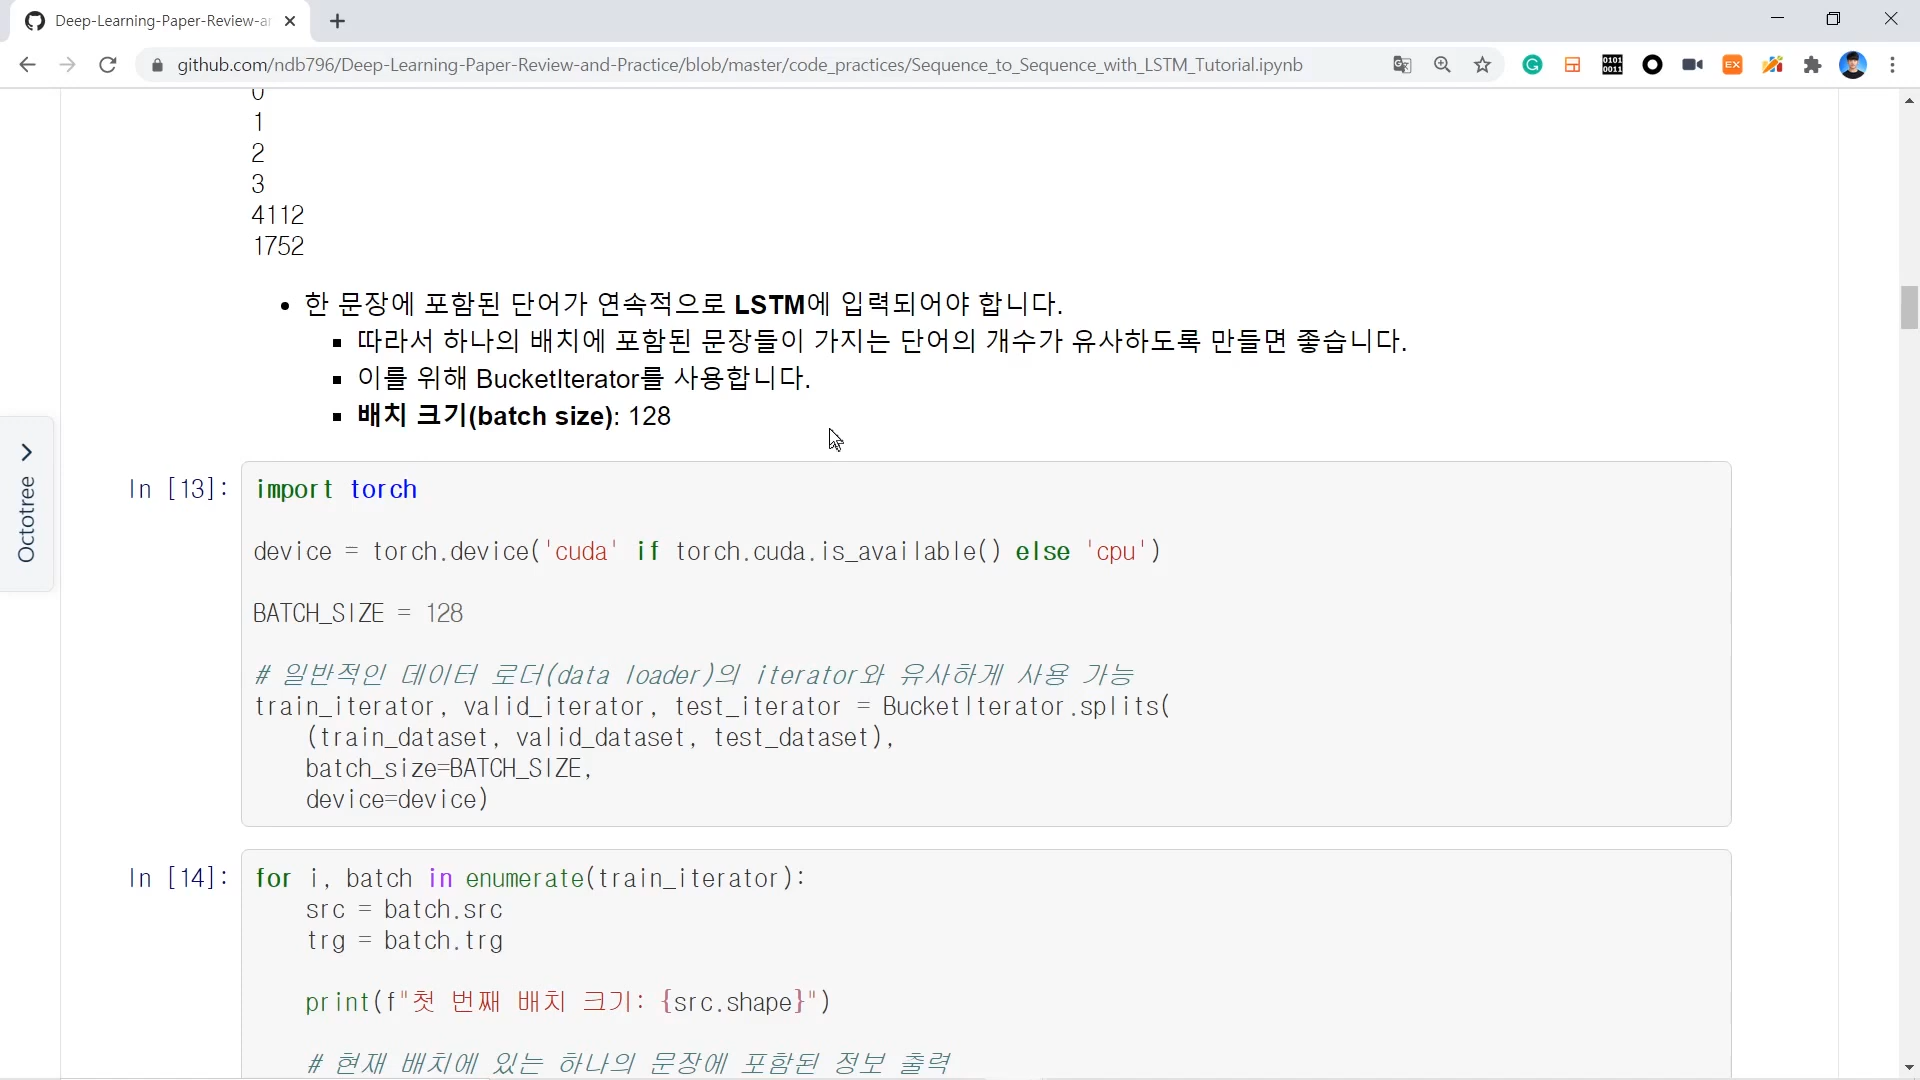 Deep-Learning-Paper-Review-ar
github.com/ndb796/Deep-Learning-Paper-Review-and-Practice/blob/master/code_practices/Sequence_to_Sequence_with_LSTM_Tutorial.ipynb
0
1
2
3
4112
1752
• 한 문장에 포함된 단어가 연속적으로 LSTM에 입력되어야 합니다.
▪ 따라서 하나의 배치에 포함된 문장들이 가지는 단어의 개수가 유사하도록 만들면 좋습니다.
▪ 이를 위해 BucketIterator를 사용합니다.
▪ 배치 크기(batch size): 128
Octotree
In [13]: import torch
device = torch.device('cuda' if torch.cuda.is_available() else 'cpu')
BATCH_SIZE = 128
# 일반적인 데이터 로더(data loader)의 iterator와 유사하게 사용 가능
train_iterator, valid_iterator, test_iterator = BucketIterator.splits(
(train_dataset, valid_dataset, test_dataset),
batch_size=BATCH_SIZE,
device=device)
In [14]: for i, batch in enumerate(train_iterator):
src = batch.src
trg = batch.trg
print(f"첫 번째 배치 크기: {src.shape}")
# 현재 배치에 있는 하나의 문장에 포함된 정보 출력